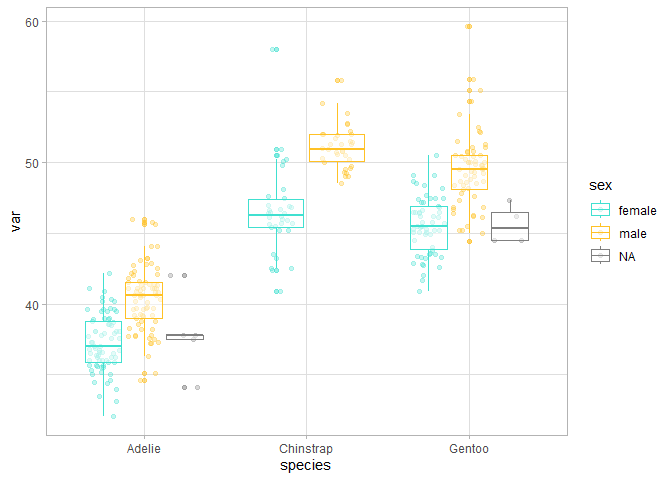 60
50
40
var
Adelie
Chinstrap
Gentoo
species
sex
female
male
NA